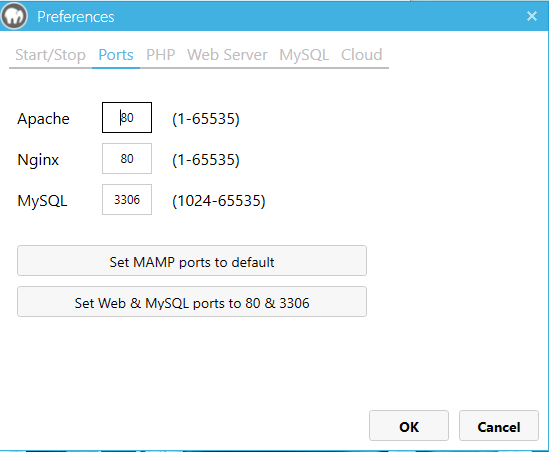 Preferences
Start/Stop Ports PHP Web Server MySQL Cloud
Apache 80 (1-65535)
Nginx 80 (1-65535)
MySQL 3306 (1024-65535)
Set MAMP ports to default
Set Web & MySQL ports to 80 & 3306
OK Cancel